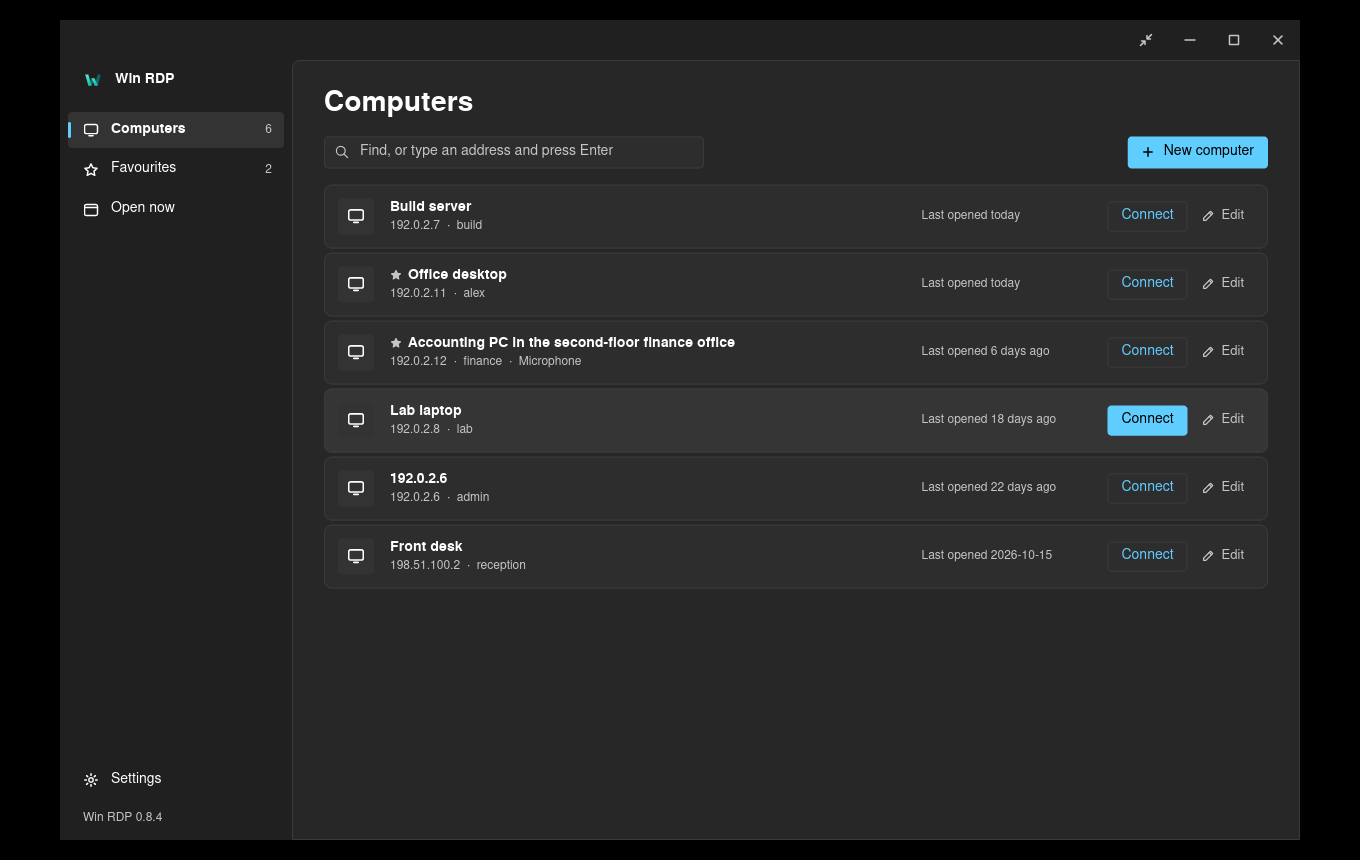 Win RDP
Computers 6
Favourites 2
Open now
Settings
Win RDP 0.8.4
Computers
Find, or type an address and press Enter
New computer
Build server
192.0.2.7 · build
Last opened today
Connect
Edit
Office desktop
192.0.2.11 · alex
Last opened today
Connect
Edit
Accounting PC in the second-floor finance office
192.0.2.12 · finance · Microphone
Last opened 6 days ago
Connect
Edit
Lab laptop
192.0.2.8 · lab
Last opened 18 days ago
Connect
Edit
192.0.2.6
192.0.2.6 · admin
Last opened 22 days ago
Connect
Edit
Front desk
198.51.100.2 · reception
Last opened 2026-10-15
Connect
Edit